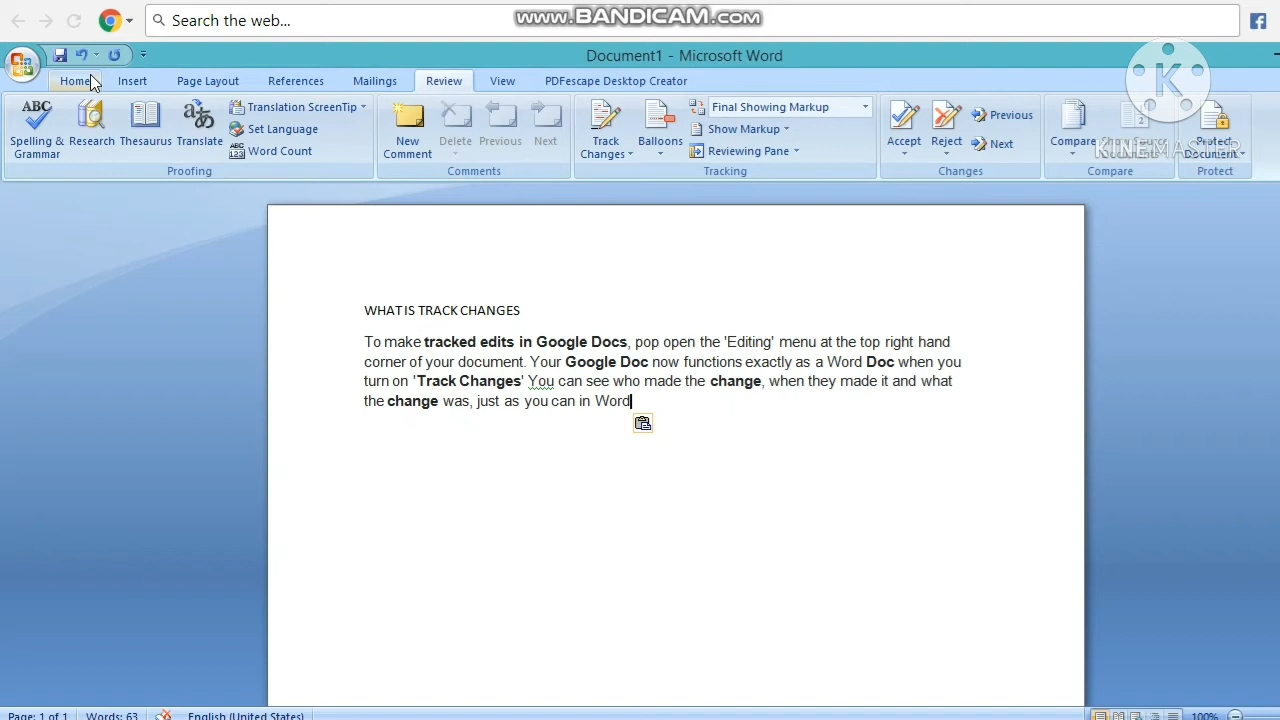 www.BANDICAM.com
Search the web...
Document1 - Microsoft Word
Home Insert Page Layout References Mailings Review View PDFescape Desktop Creator
ABC Spelling & Grammar Research Thesaurus Translate
Translation ScreenTip
Set Language
Word Count
Proofing
New Comment Delete Previous Next
Comments
Track Changes Balloons
Final Showing Markup
Show Markup
Reviewing Pane
Tracking
Accept Reject
Previous
Next
Changes
Compare
Compare
Protect Document
Protect
K
KINEMASTER
WHAT IS TRACK CHANGES
To make tracked edits in Google Docs, pop open the 'Editing' menu at the top right hand
corner of your document. Your Google Doc now functions exactly as a Word Doc when you
turn on 'Track Changes' You can see who made the change, when they made it and what
the change was, just as you can in Word
Page: 1 of 1 Words: 63 English (United States) 100%